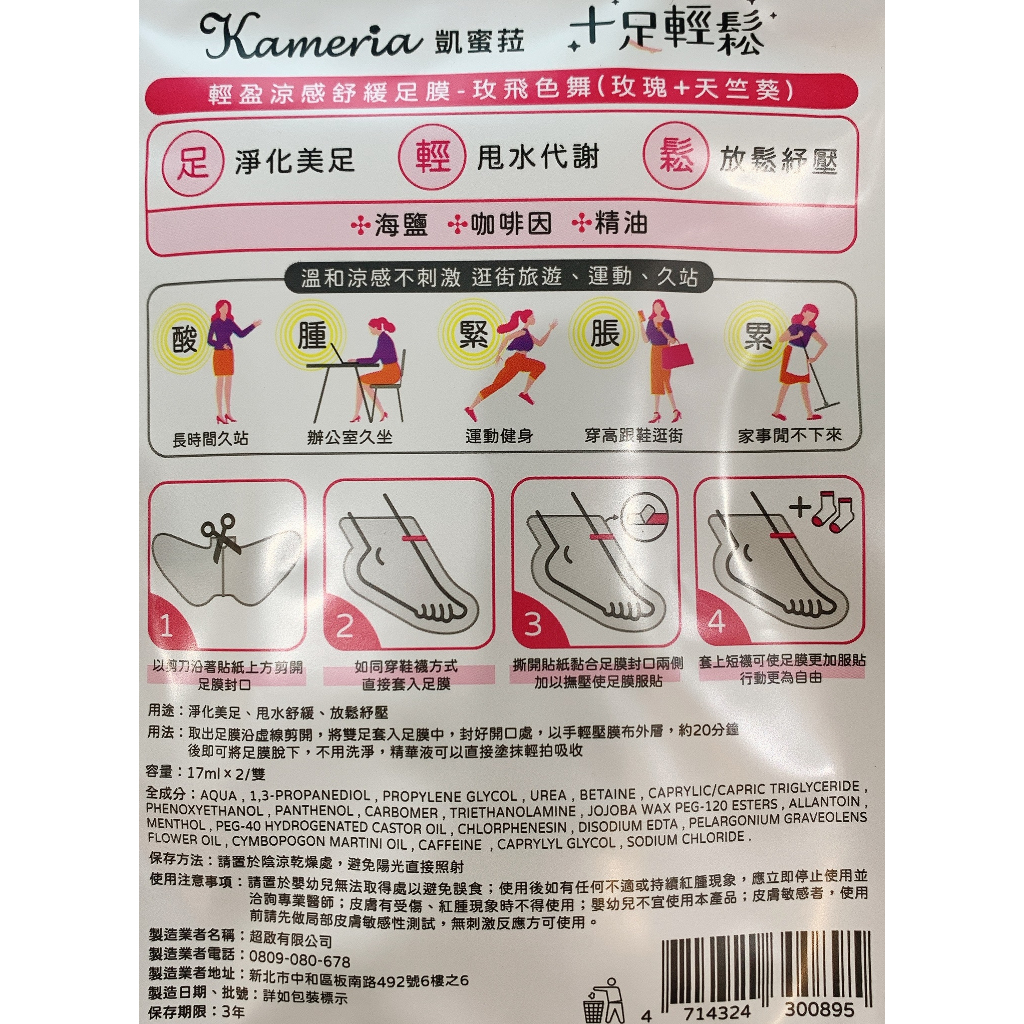 Kameria 凱蜜菈 十足輕鬆
輕盈涼感舒緩足膜-玫飛色舞(玫瑰+天竺葵)
足 淨化美足 輕 甩水代謝 鬆 放鬆紓壓
海鹽 咖啡因 精油
溫和涼感不刺激 逛街旅遊、運動、久站
酸 腫 緊 脹 累
長時間久站 辦公室久坐 運動健身 穿高跟鞋逛街 家事閒不下來
1 2 3 4
以剪刀沿著貼紙上方剪開 如同穿鞋襪方式 撕開貼紙黏合足膜封口兩側 套上短襪可使足膜更加服貼
足膜封口 直接套入足膜 加以撫壓使足膜服貼 行動更為自由
用途：淨化美足、甩水舒緩、放鬆紓壓
用法：取出足膜沿虛線剪開，將雙足套入足膜中，封好開口處，以手輕壓膜布外層，約20分鐘
後即可將足膜脫下，不用洗淨，精華液可以直接塗抹輕拍吸收
容量：17ml×2/雙
全成分：AQUA , 1,3-PROPANEDIOL , PROPYLENE GLYCOL , UREA , BETAINE , CAPRYLIC/CAPRIC TRIGLYCERIDE ,
PHENOXYETHANOL , PANTHENOL , CARBOMER , TRIETHANOLAMINE , JOJOBA WAX PEG-120 ESTERS , ALLANTOIN ,
MENTHOL , PEG-40 HYDROGENATED CASTOR OIL , CHLORPHENESIN , DISODIUM EDTA , PELARGONIUM GRAVEOLENS
FLOWER OIL , CYMBOPOGON MARTINI OIL , CAFFEINE , CAPRYLYL GLYCOL , SODIUM CHLORIDE .
保存方法：請置於陰涼乾燥處，避免陽光直接照射
使用注意事項：請置於嬰幼兒無法取得處以避免誤食；使用後如有任何不適或持續紅腫現象，應立即停止使用並
洽詢專業醫師；皮膚有受傷、紅腫現象時不得使用；嬰幼兒不宜使用本產品；皮膚敏感者，使用
前請先做局部皮膚敏感性測試，無刺激反應方可使用。
製造業者名稱：超啟有限公司
製造業者電話：0809-080-678
製造業者地址：新北市中和區板南路492號6樓之6
製造日期、批號：詳如包裝標示
保存期限：3年
4 714324 300895